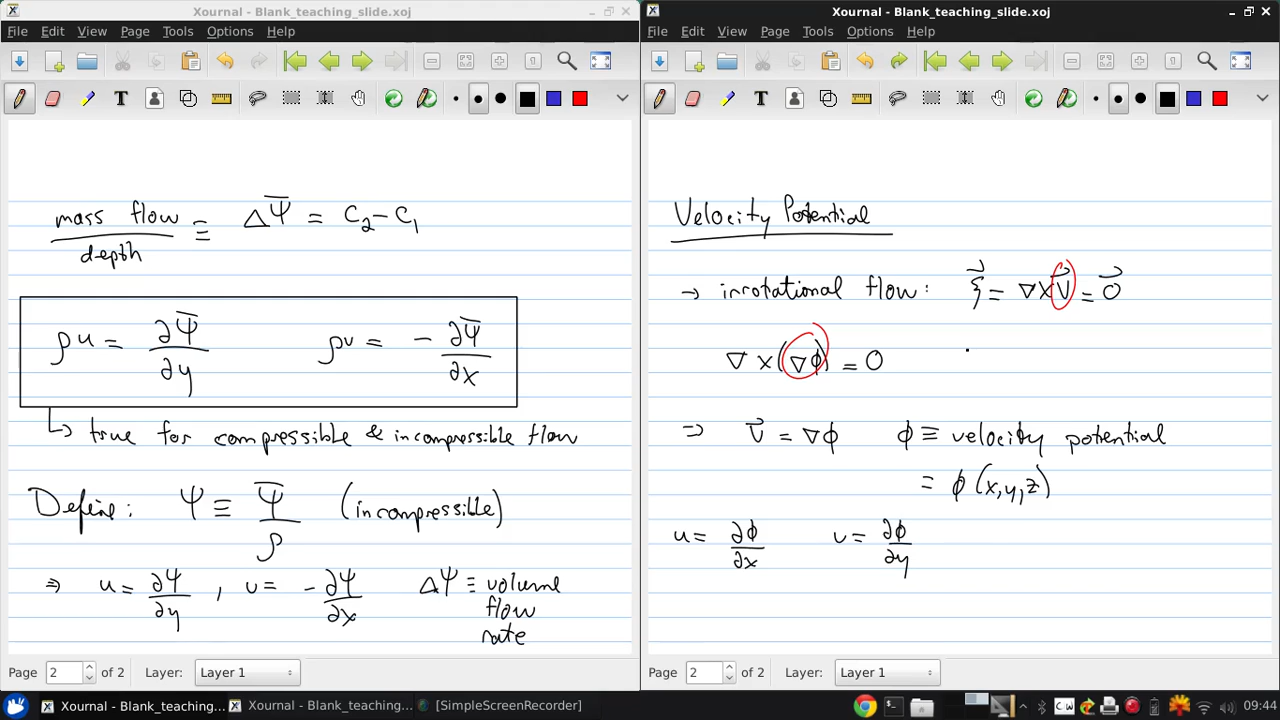 Xournal - Blank_teaching_slide.xoj
File Edit View Page Tools Options Help
mass flow / depth ≡ ΔΨ̅ = C₂ - C₁
ρu = ∂Ψ̅/∂y ρv = - ∂Ψ̅/∂x
↳ true for compressible & incompressible flow
Define: Ψ ≡ Ψ̅/ρ (incompressible)
⇒ u = ∂Ψ/∂y , v = - ∂Ψ/∂x ΔΨ ≡ volume
flow
rate
Page 2 of 2 Layer: Layer 1
Xournal - Blank_teaching_slide.xoj
File Edit View Page Tools Options Help
Velocity Potential
→ irrotational flow: ξ⃗ = ∇×V⃗ = 0⃗
∇ × (∇ϕ) = 0
⇒ V⃗ = ∇ϕ ϕ ≡ velocity potential
= ϕ(x,y,z)
u = ∂ϕ/∂x v = ∂ϕ/∂y
Page 2 of 2 Layer: Layer 1
Xournal - Blank_teaching... Xournal - Blank_teaching... [SimpleScreenRecorder] CW 09:44